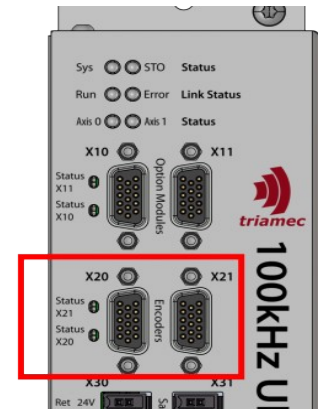 Sys STO Status
Run Error Link Status
Axis 0 Axis 1 Status
X10 X11
Status
X11
Status
X10
Option Modules
triamec
X20 X21
Status
X21
Status
X20
Encoders
100kHz
X30 X31
Ret 24V